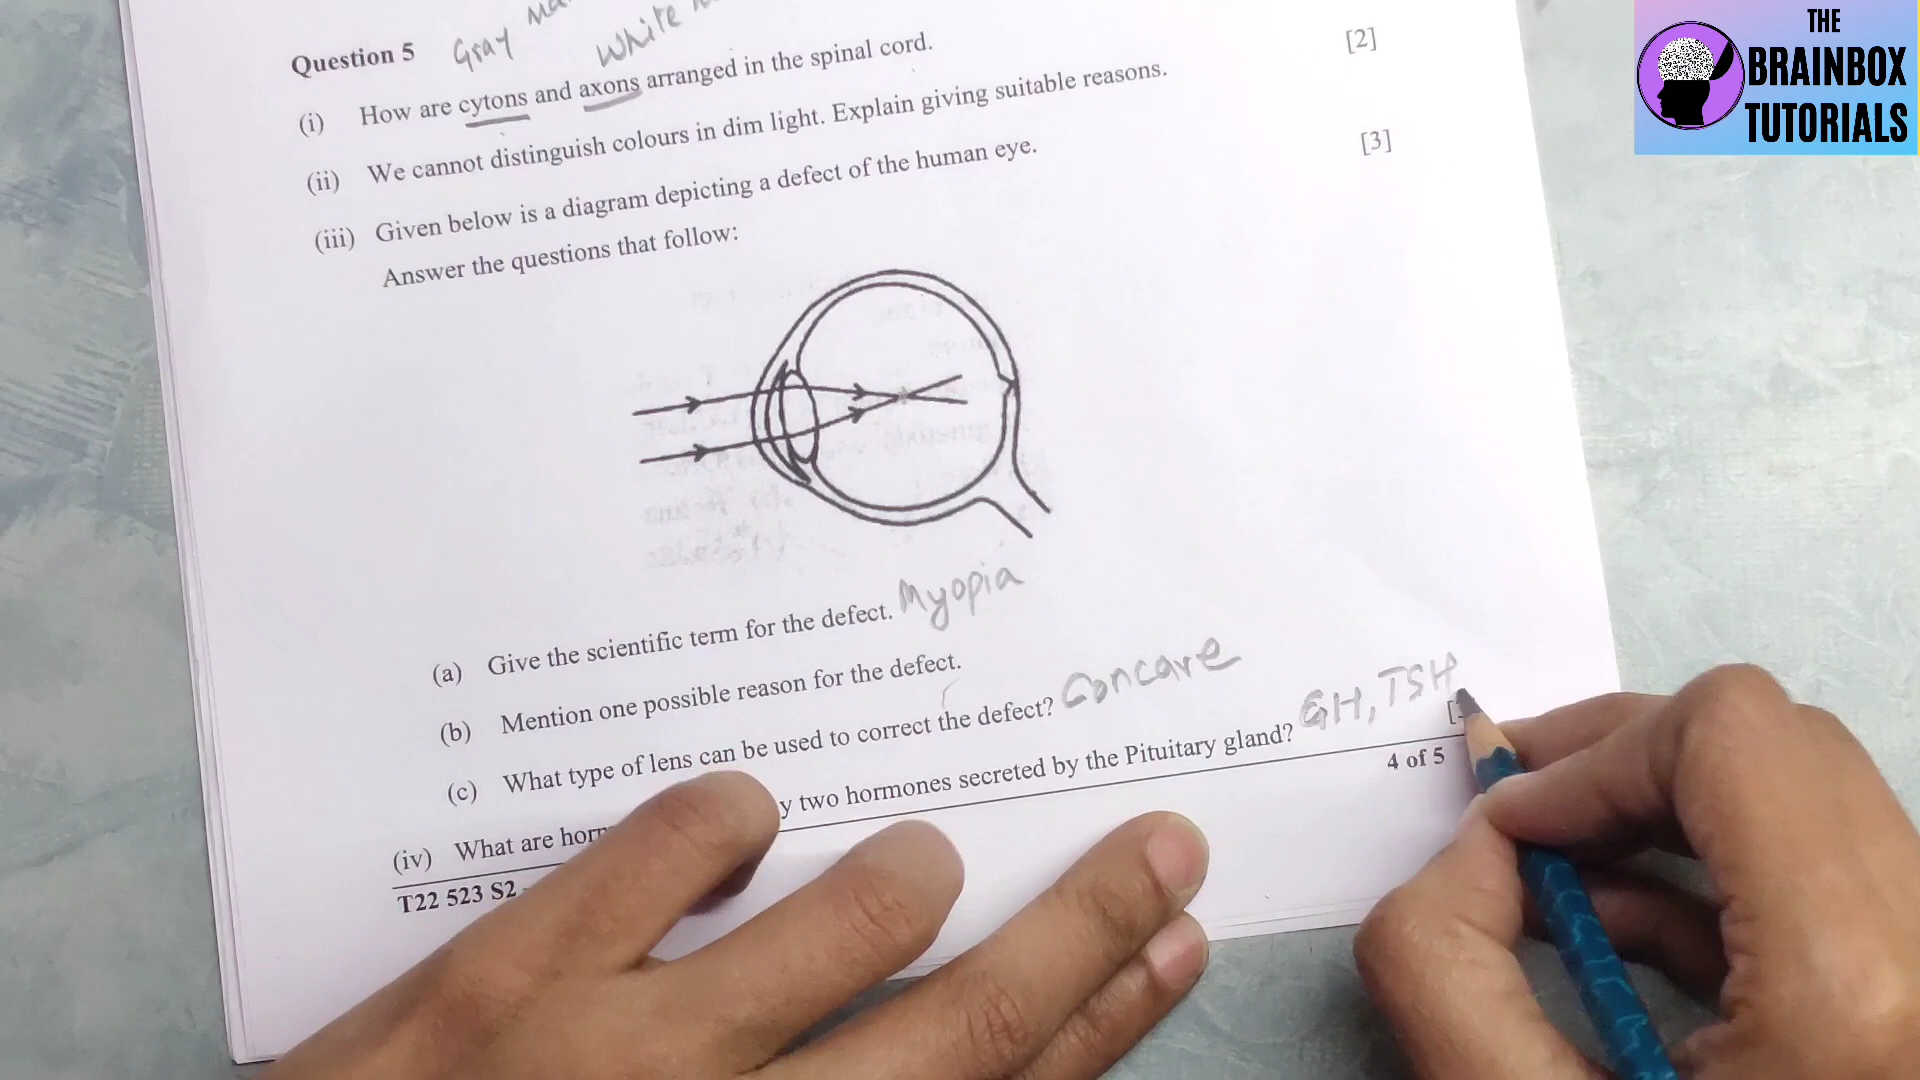 THE
BRAINBOX
TUTORIALS
Gray
White
Question 5
(i) How are cytons and axons arranged in the spinal cord. [2]
(ii) We cannot distinguish colours in dim light. Explain giving suitable reasons.
(iii) Given below is a diagram depicting a defect of the human eye. [3]
Answer the questions that follow:
(a) Give the scientific term for the defect. Myopia
(b) Mention one possible reason for the defect.
(c) What type of lens can be used to correct the defect? Concave
(iv) What are two hormones secreted by the Pituitary gland? GH, TSH
T22 523 S2 4 of 5